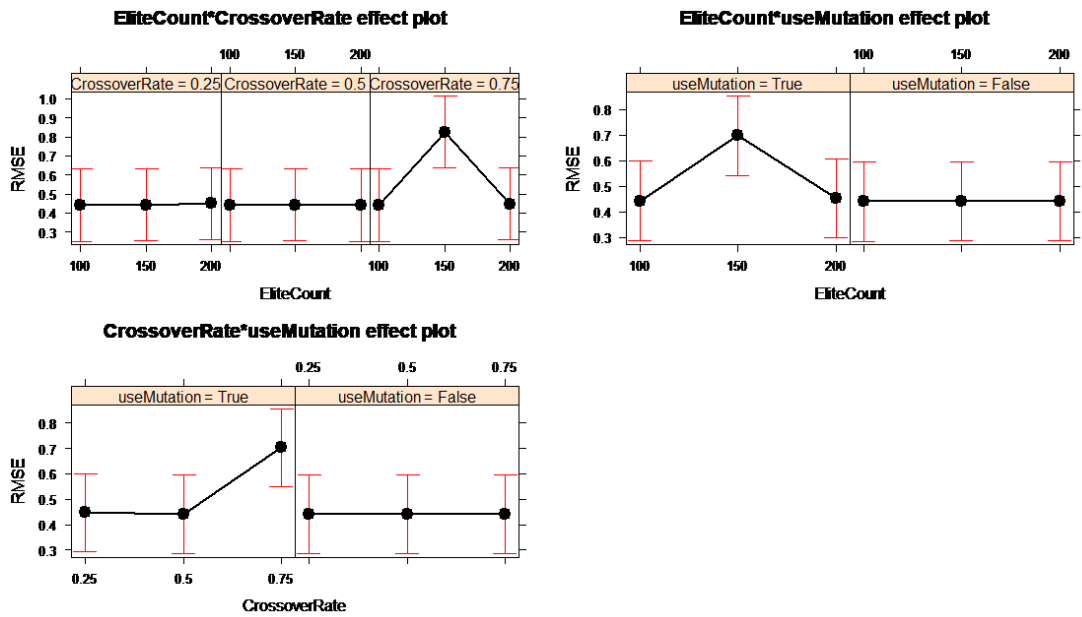 EliteCount*CrossoverRate effect plot
100 150 200
CrossoverRate = 0.25 CrossoverRate = 0.5 CrossoverRate = 0.75
1.0
0.9
0.8
0.7
0.6
0.5
0.4
0.3
RMSE
100 150 200 100 150 200
EliteCount
EliteCount*useMutation effect plot
100 150 200
useMutation = True useMutation = False
0.8
0.7
0.6
0.5
0.4
0.3
RMSE
100 150 200
EliteCount
CrossoverRate*useMutation effect plot
0.25 0.5 0.75
useMutation = True useMutation = False
0.8
0.7
0.6
0.5
0.4
0.3
RMSE
0.25 0.5 0.75
CrossoverRate